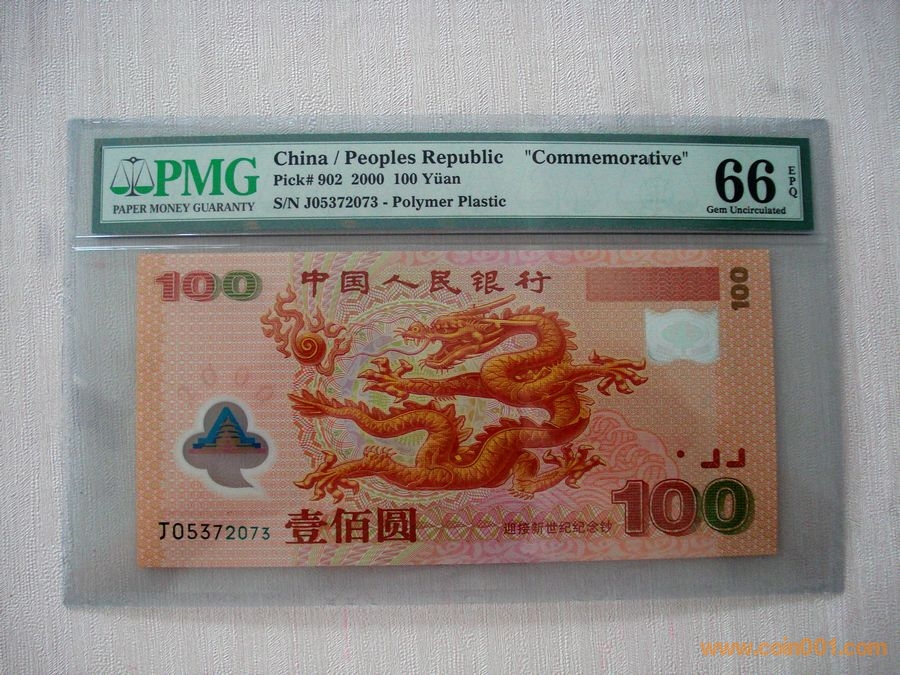 PMG
PAPER MONEY GUARANTY
China / Peoples Republic "Commemorative"
Pick# 902 2000 100 Yüan
S/N J05372073 - Polymer Plastic
66
EPQ
Gem Uncirculated
100 中国人民银行
100
J05372073 壹佰圆
迎接新世纪纪念钞
100
www.coin001.com